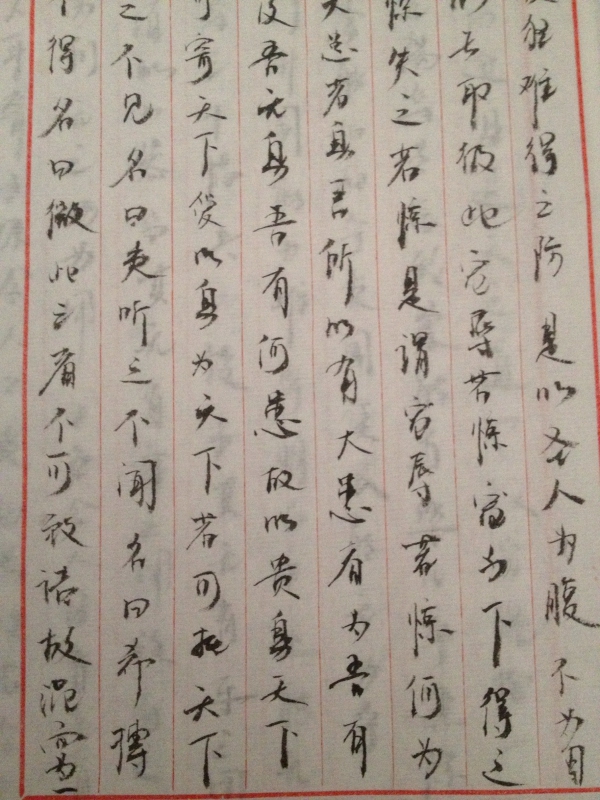 狂难得之防是以圣人为腹不为目
去取彼此宠辱若惊宠为下得之
惊失之若惊是谓宠辱若惊何为
大患者身吾所以有大患者为吾有
及吾无身吾有何患故以贵身天下
可寄天下爱以身为天下若可托天下
之不见名曰夷听之不闻名曰希搏
不得名曰微此三者不可致诘故混而为一